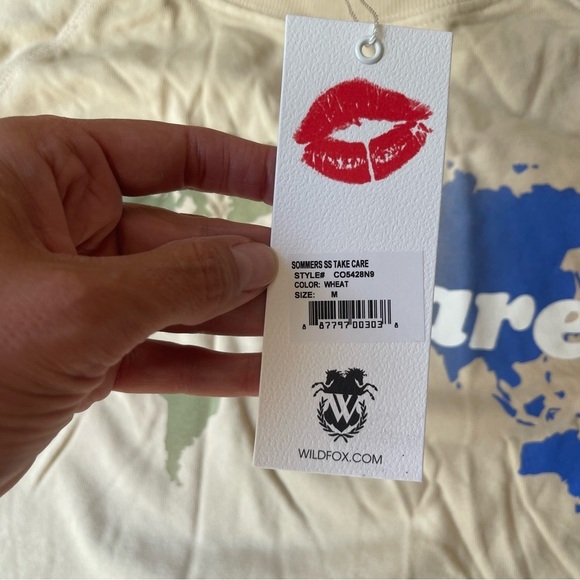 SOMMERS SS TAKE CARE
STYLE# CO5428N9
COLOR: WHEAT
SIZE: M
8 87797 00303 8
W
WILDFOX.COM
are